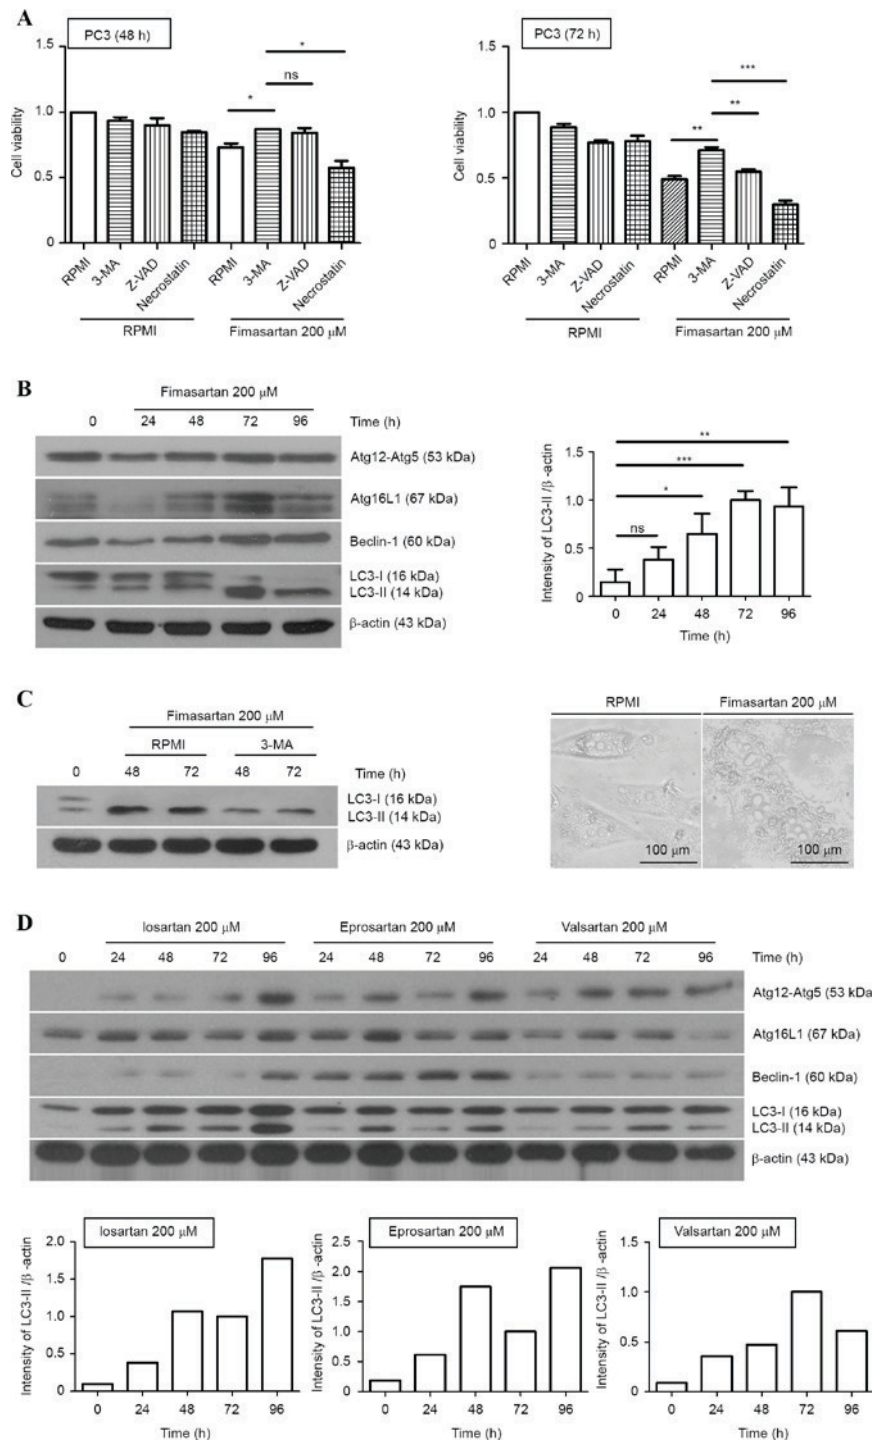 A
PC3 (48 h)
Cell viability
1.5
1.0
0.5
0
* ns *
RPMI 3-MA Z-VAD Necrostatin RPMI 3-MA Z-VAD Necrostatin
RPMI Fimasartan 200 μM
PC3 (72 h)
Cell viability
1.5
1.0
0.5
0
** ** ***
RPMI 3-MA Z-VAD Necrostatin RPMI 3-MA Z-VAD Necrostatin
RPMI Fimasartan 200 μM
B
Fimasartan 200 μM
0 24 48 72 96 Time (h)
Atg12-Atg5 (53 kDa)
Atg16L1 (67 kDa)
Beclin-1 (60 kDa)
LC3-I (16 kDa)
LC3-II (14 kDa)
β-actin (43 kDa)
Intensity of LC3-II /β -actin
1.5
1.0
0.5
0
**
***
*
ns
0 24 48 72 96
Time (h)
C
Fimasartan 200 μM
RPMI 3-MA
0 48 72 48 72 Time (h)
LC3-I (16 kDa)
LC3-II (14 kDa)
β-actin (43 kDa)
RPMI Fimasartan 200 μM
100 μm 100 μm
D
losartan 200 μM Eprosartan 200 μM Valsartan 200 μM
0 24 48 72 96 24 48 72 96 24 48 72 96 Time (h)
Atg12-Atg5 (53 kDa)
Atg16L1 (67 kDa)
Beclin-1 (60 kDa)
LC3-I (16 kDa)
LC3-II (14 kDa)
β-actin (43 kDa)
losartan 200 μM
Intensity of LC3-II /β -actin
2.0
1.5
1.0
0.5
0
0 24 48 72 96
Time (h)
Eprosartan 200 μM
Intensity of LC3-II /β -actin
2.5
2.0
1.5
1.0
0.5
0
0 24 48 72 96
Time (h)
Valsartan 200 μM
Intensity of LC3-II /β -actin
1.5
1.0
0.5
0
0 24 48 72 96
Time (h)